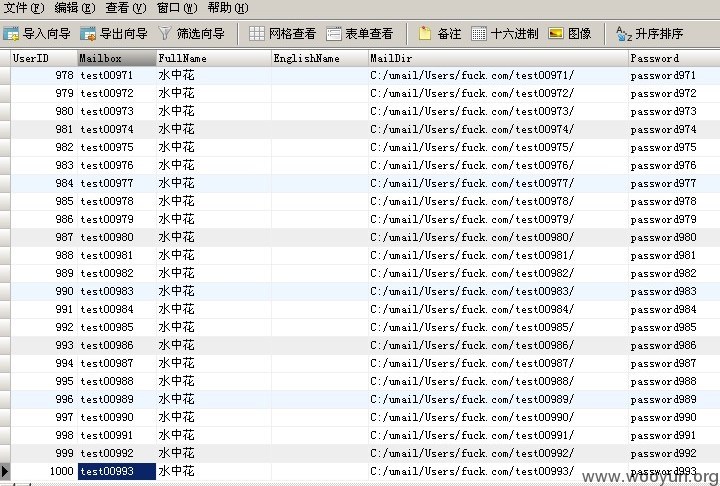 文件(F) 编辑(E) 查看(V) 窗口(W) 帮助(H)
导入向导 导出向导 筛选向导 网格查看 表单查看 备注 十六进制 图像 升序排序
UserID Mailbox FullName EnglishName MailDir Password
978 test00971 水中花 C:/umail/Users/fuck.com/test00971/ password971
979 test00972 水中花 C:/umail/Users/fuck.com/test00972/ password972
980 test00973 水中花 C:/umail/Users/fuck.com/test00973/ password973
981 test00974 水中花 C:/umail/Users/fuck.com/test00974/ password974
982 test00975 水中花 C:/umail/Users/fuck.com/test00975/ password975
983 test00976 水中花 C:/umail/Users/fuck.com/test00976/ password976
984 test00977 水中花 C:/umail/Users/fuck.com/test00977/ password977
985 test00978 水中花 C:/umail/Users/fuck.com/test00978/ password978
986 test00979 水中花 C:/umail/Users/fuck.com/test00979/ password979
987 test00980 水中花 C:/umail/Users/fuck.com/test00980/ password980
988 test00981 水中花 C:/umail/Users/fuck.com/test00981/ password981
989 test00982 水中花 C:/umail/Users/fuck.com/test00982/ password982
990 test00983 水中花 C:/umail/Users/fuck.com/test00983/ password983
991 test00984 水中花 C:/umail/Users/fuck.com/test00984/ password984
992 test00985 水中花 C:/umail/Users/fuck.com/test00985/ password985
993 test00986 水中花 C:/umail/Users/fuck.com/test00986/ password986
994 test00987 水中花 C:/umail/Users/fuck.com/test00987/ password987
995 test00988 水中花 C:/umail/Users/fuck.com/test00988/ password988
996 test00989 水中花 C:/umail/Users/fuck.com/test00989/ password989
997 test00990 水中花 C:/umail/Users/fuck.com/test00990/ password990
998 test00991 水中花 C:/umail/Users/fuck.com/test00991/ password991
999 test00992 水中花 C:/umail/Users/fuck.com/test00992/ password992
1000 test00993 水中花 C:/umail/Users/fuck.com/test00993/ password993
www.wooyun.org